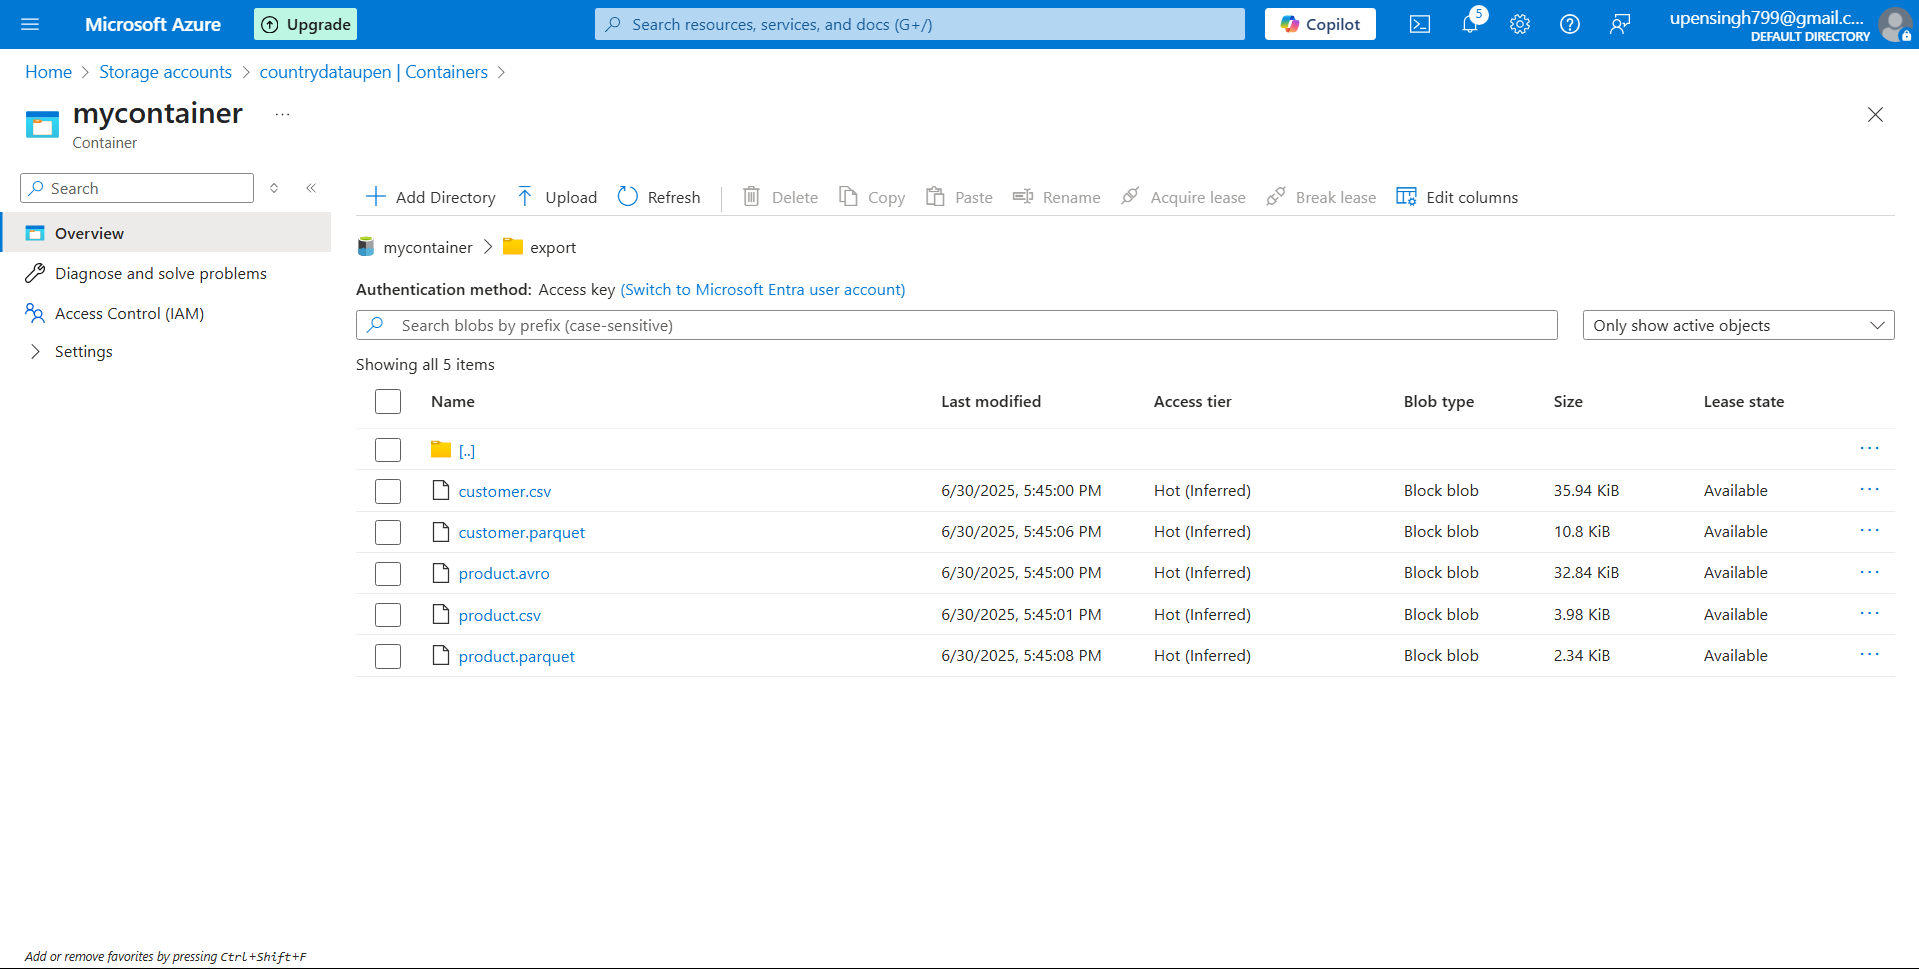 Microsoft Azure
Upgrade
Search resources, services, and docs (G+/)
Copilot
5
upensingh799@gmail.c...
DEFAULT DIRECTORY
Home > Storage accounts > countrydataupen | Containers >
mycontainer ...
Container
Search
Overview
Diagnose and solve problems
Access Control (IAM)
Settings
Add Directory Upload Refresh Delete Copy Paste Rename Acquire lease Break lease Edit columns
mycontainer > export
Authentication method: Access key (Switch to Microsoft Entra user account)
Search blobs by prefix (case-sensitive)
Only show active objects
Showing all 5 items
Name Last modified Access tier Blob type Size Lease state
[..] ...
customer.csv 6/30/2025, 5:45:00 PM Hot (Inferred) Block blob 35.94 KiB Available ...
customer.parquet 6/30/2025, 5:45:06 PM Hot (Inferred) Block blob 10.8 KiB Available ...
product.avro 6/30/2025, 5:45:00 PM Hot (Inferred) Block blob 32.84 KiB Available ...
product.csv 6/30/2025, 5:45:01 PM Hot (Inferred) Block blob 3.98 KiB Available ...
product.parquet 6/30/2025, 5:45:08 PM Hot (Inferred) Block blob 2.34 KiB Available ...
Add or remove favorites by pressing Ctrl+Shift+F